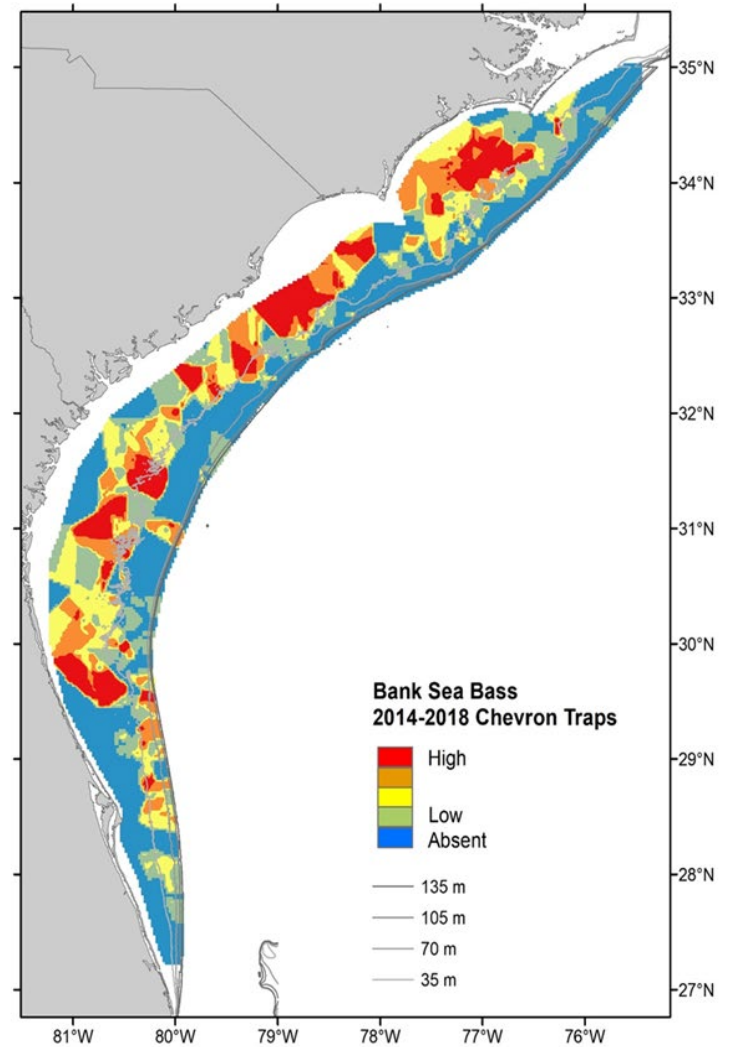 35°N
34°N
33°N
32°N
31°N
30°N
Bank Sea Bass
2014-2018 Chevron Traps
High
29°N
Low
Absent
28°N
135 m
105 m
70 m
35 m
27°N
81°W 80°W 79°W 78°W 77°W 76°W